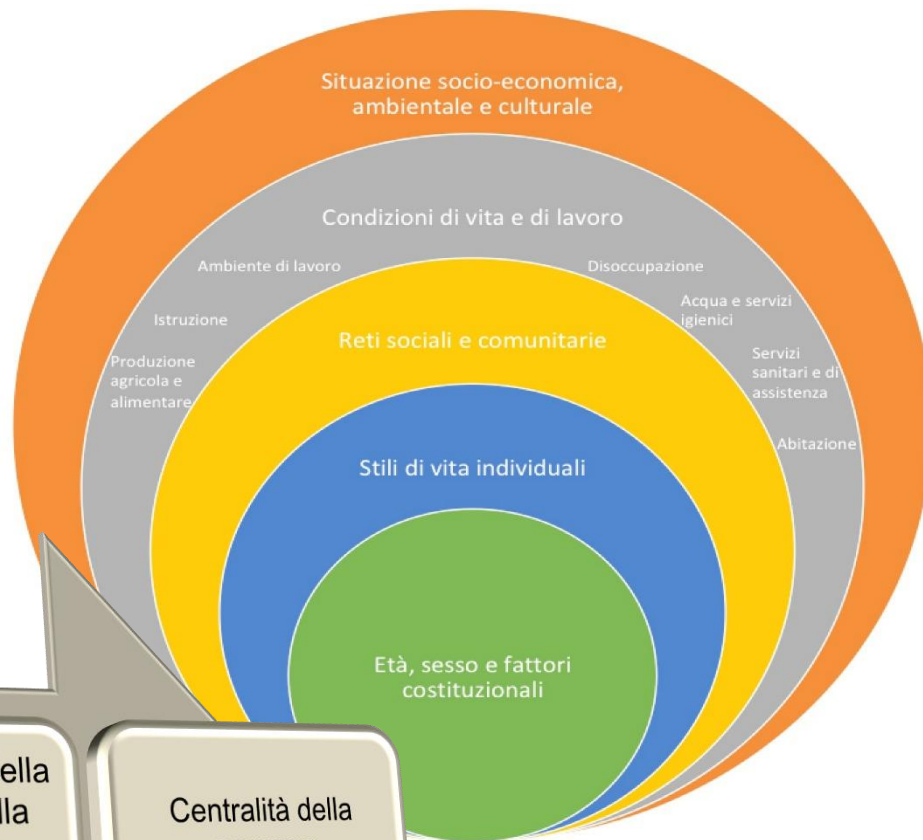 Situazione socio-economica,
ambientale e culturale
Condizioni di vita e di lavoro
Ambiente di lavoro
Disoccupazione
Istruzione
Acqua e servizi
igienici
Reti sociali e comunitarie
Produzione
agricola e
alimentare
Servizi
sanitari e di
assistenza
Abitazione
Stili di vita individuali
Età, sesso e fattori
costituzionali
Centralità della